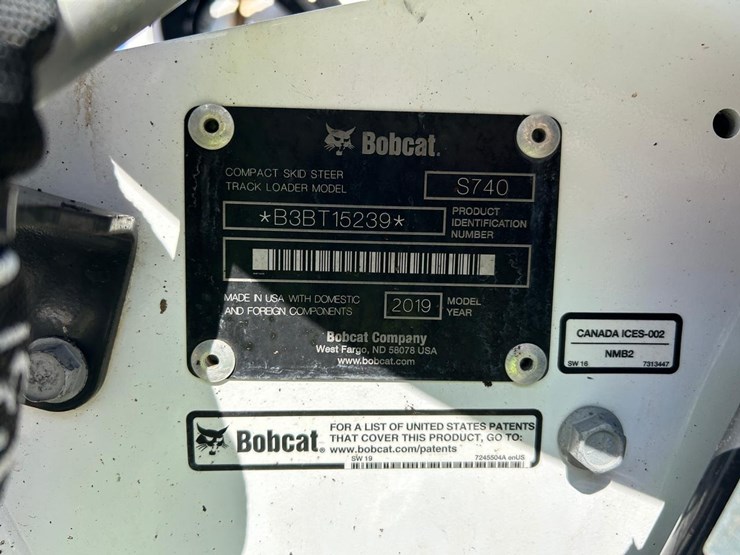 Bobcat.
COMPACT SKID STEER
TRACK LOADER MODEL
S740
*B3BT15239*
PRODUCT
IDENTIFICATION
NUMBER
MADE IN USA WITH DOMESTIC
AND FOREIGN COMPONENTS
2019
MODEL
YEAR
Bobcat Company
West Fargo, ND 58078 USA
www.bobcat.com
CANADA ICES-002
NMB2
SW 16 7313447
Bobcat.
FOR A LIST OF UNITED STATES PATENTS
THAT COVER THIS PRODUCT, GO TO:
www.bobcat.com/patents
SW 19 7245504A enUS